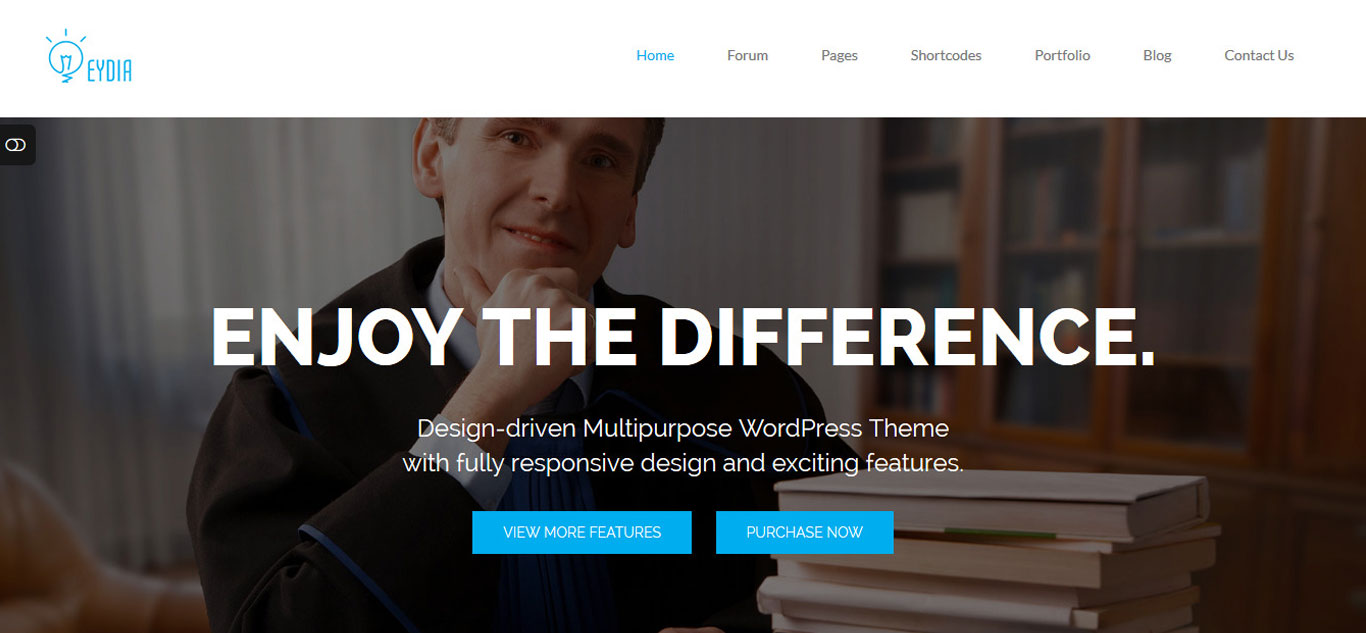 EYDIA
Home Forum Pages Shortcodes Portfolio Blog Contact Us
ENJOY THE DIFFERENCE.
Design-driven Multipurpose WordPress Theme
with fully responsive design and exciting features.
VIEW MORE FEATURES PURCHASE NOW